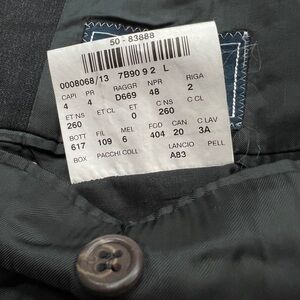 50-83888
0008068/13 7B9092 L
CAPI PR RAGGR NPR RIGA
4 4 D669 48 2
ET NS ET CL ET C NS C CL
260 0 260
BOTT FIL MEL FOD CAN C LAV
617 109 6 404 20 3A
BOX PACCHI COLL LANCIO PELL
A83